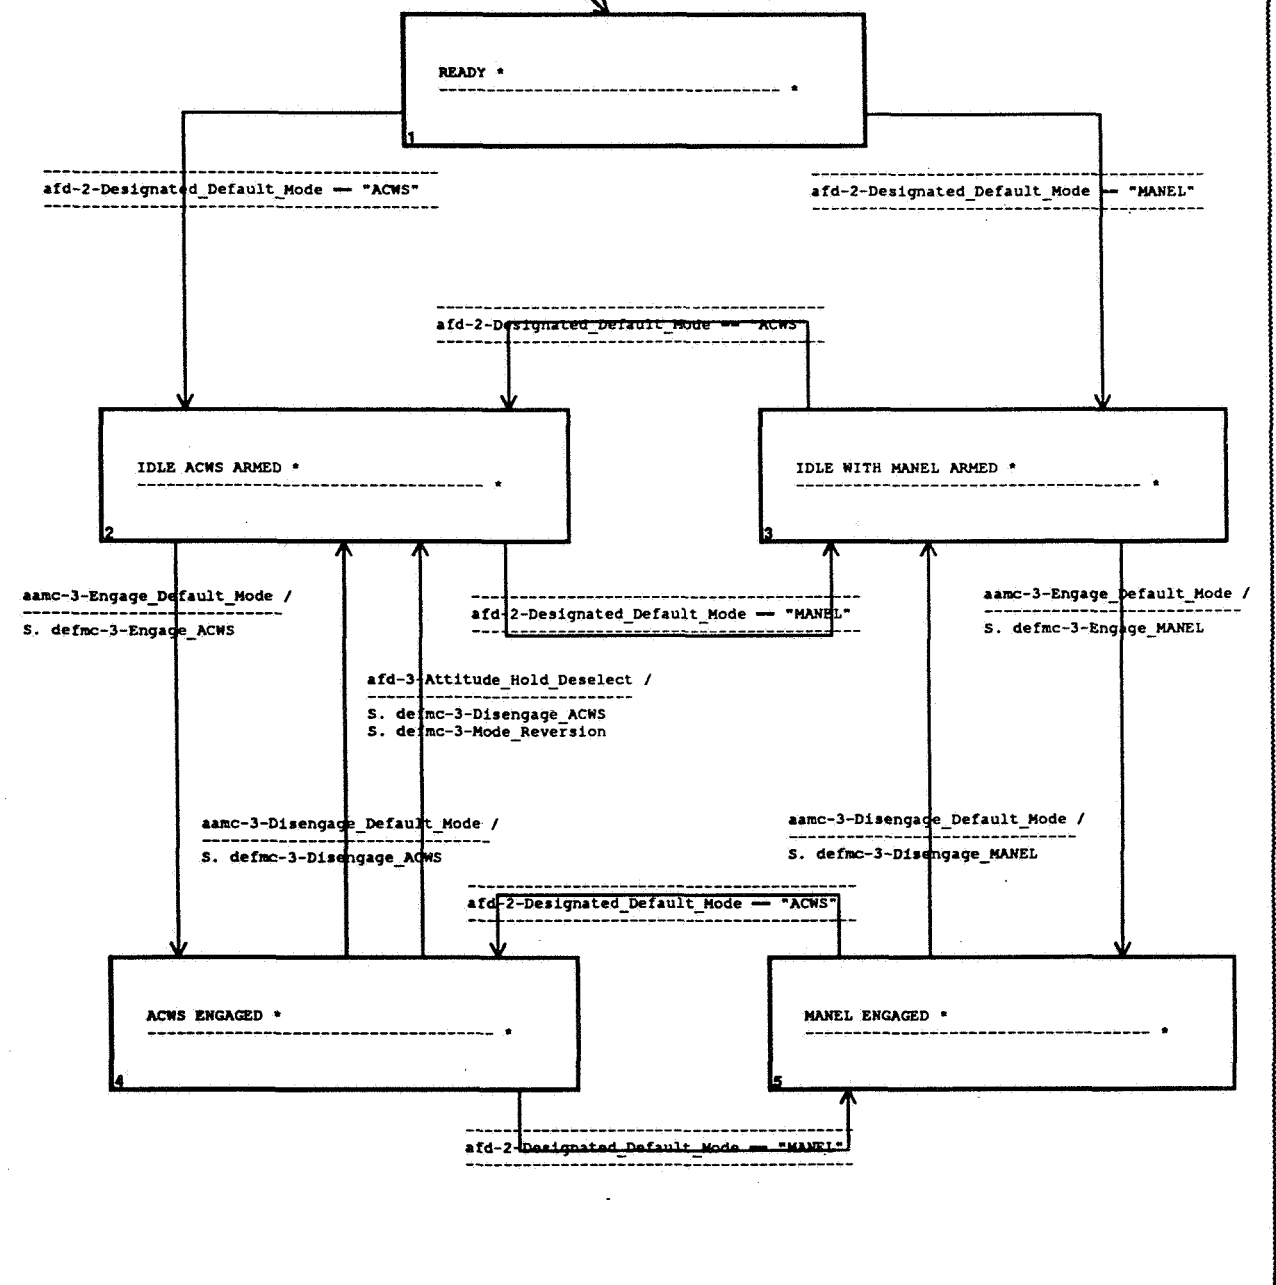 READY *
*
1
afd-2-Designated_Default_Mode == "ACWS"
afd-2-Designated_Default_Mode == "MANEL"
afd-2-Designated_Default_Mode == "ACWS"
IDLE ACWS ARMED *
*
2
IDLE WITH MANEL ARMED *
*
3
aamc-3-Engage_Default_Mode /
S. defmc-3-Engage_ACWS
afd-2-Designated_Default_Mode == "MANEL"
aamc-3-Engage_Default_Mode /
S. defmc-3-Engage_MANEL
afd-3-Attitude_Hold_Deselect /
S. defmc-3-Disengage_ACWS
S. defmc-3-Mode_Reversion
aamc-3-Disengage_Default_Mode /
S. defmc-3-Disengage_ACWS
aamc-3-Disengage_Default_Mode /
S. defmc-3-Disengage_MANEL
afd-2-Designated_Default_Mode == "ACWS"
ACWS ENGAGED *
*
4
MANEL ENGAGED *
*
5
afd-2-Designated_Default_Mode == "MANEL"